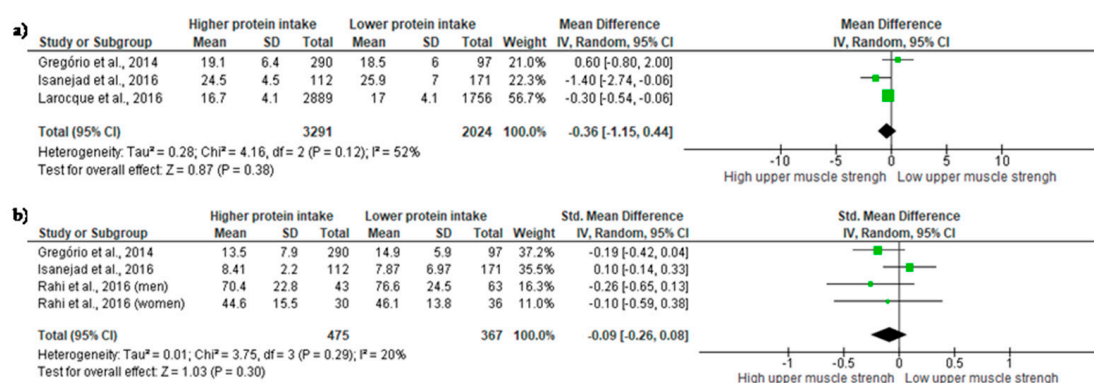 a)
Higher protein intake Lower protein intake Mean Difference Mean Difference
Study or Subgroup Mean SD Total Mean SD Total Weight IV, Random, 95% CI IV, Random, 95% CI
Gregório et al., 2014 19.1 6.4 290 18.5 6 97 21.0% 0.60 [-0.80, 2.00]
Isanejad et al., 2016 24.5 4.5 112 25.9 7 171 22.3% -1.40 [-2.74, -0.06]
Larocque et al., 2016 16.7 4.1 2889 17 4.1 1756 56.7% -0.30 [-0.54, -0.06]
Total (95% CI) 3291 2024 100.0% -0.36 [-1.15, 0.44]
Heterogeneity: Tau² = 0.28; Chi² = 4.16, df = 2 (P = 0.12); I² = 52%
Test for overall effect: Z = 0.87 (P = 0.38)
-10 -5 0 5 10
High upper muscle strengh Low upper muscle strengh
b)
Higher protein intake Lower protein intake Std. Mean Difference Std. Mean Difference
Study or Subgroup Mean SD Total Mean SD Total Weight IV, Random, 95% CI IV, Random, 95% CI
Gregório et al., 2014 13.5 7.9 290 14.9 5.9 97 37.2% -0.19 [-0.42, 0.04]
Isanejad et al., 2016 8.41 2.2 112 7.87 6.97 171 35.5% 0.10 [-0.14, 0.33]
Rahi et al., 2016 (men) 70.4 22.8 43 76.6 24.5 63 16.3% -0.26 [-0.65, 0.13]
Rahi et al., 2016 (women) 44.6 15.5 30 46.1 13.8 36 11.0% -0.10 [-0.59, 0.38]
Total (95% CI) 475 367 100.0% -0.09 [-0.26, 0.08]
Heterogeneity: Tau² = 0.01; Chi² = 3.75, df = 3 (P = 0.29); I² = 20%
Test for overall effect: Z = 1.03 (P = 0.30)
-1 -0.5 0 0.5 1
High upper muscle strengh Low upper muscle strengh